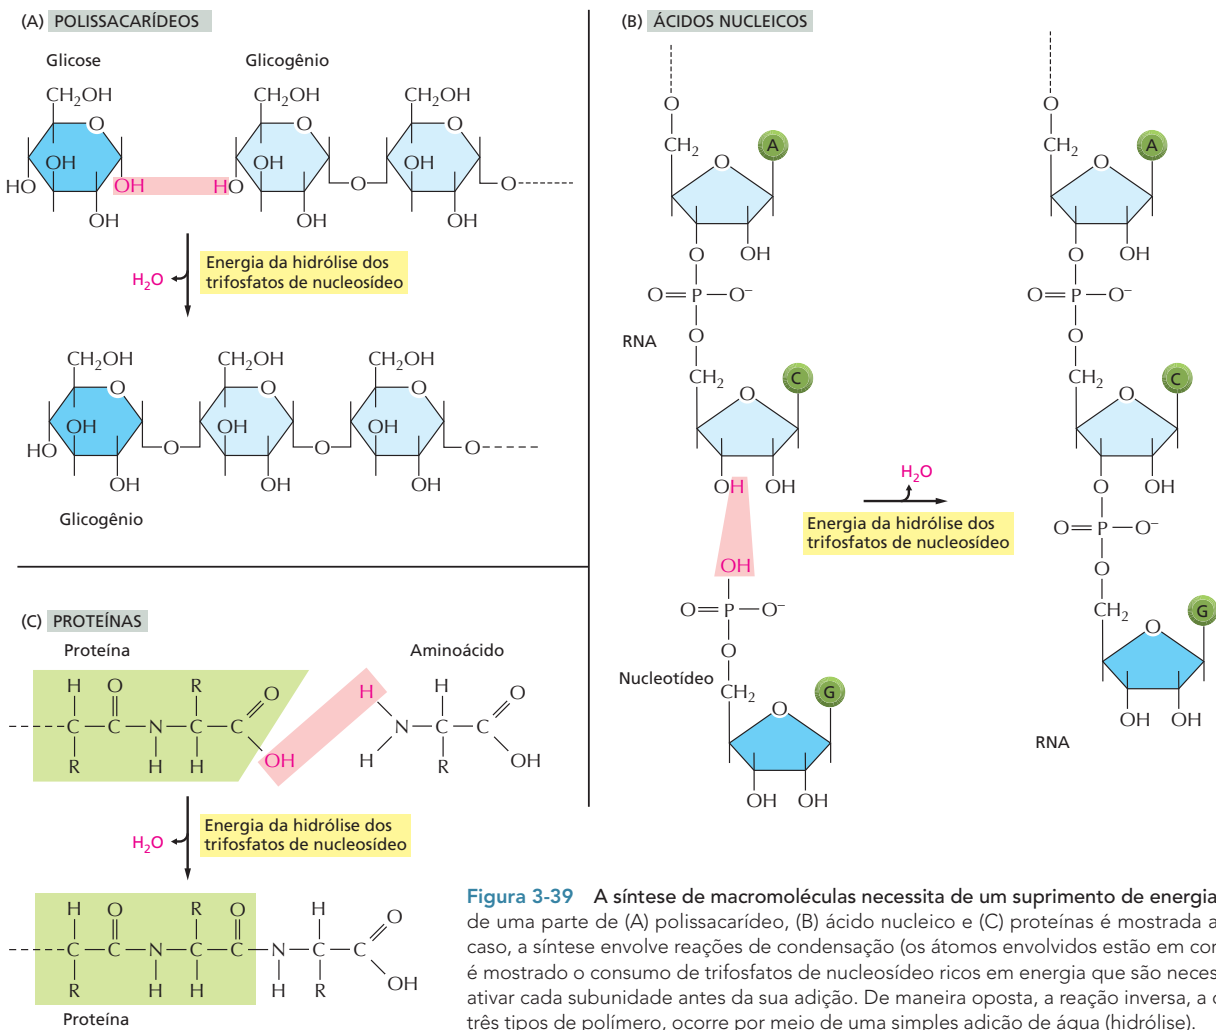 (A) POLISSACARÍDEOS
Glicose
Glicogênio
CH₂OH
CH₂OH
CH₂OH
O
O
O
OH
OH
OH
HO
OH
HO
O
O
OH
OH
OH
H₂O
Energia da hidrólise dos
trifosfatos de nucleosídeo
CH₂OH
CH₂OH
CH₂OH
O
O
O
OH
OH
OH
HO
O
O
O
OH
OH
OH
Glicogênio
(B) ÁCIDOS NUCLEICOS
O
CH₂
O
A
O
OH
O=P—O⁻
O
RNA
CH₂
O
C
OH
OH
OH
O=P—O⁻
O
Nucleotídeo
CH₂
O
G
OH
OH
H₂O
Energia da hidrólise dos
trifosfatos de nucleosídeo
O
CH₂
O
A
O
OH
O=P—O⁻
O
CH₂
O
C
O
OH
O=P—O⁻
O
CH₂
O
G
OH
OH
RNA
(C) PROTEÍNAS
Proteína
Aminoácido
H
O
R
O
C
C
N
C
C
R
H
H
OH
H
H
O
N
C
C
H
R
OH
H₂O
Energia da hidrólise dos
trifosfatos de nucleosídeo
H
O
R
O
H
O
C
C
N
C
C
N
C
C
R
H
H
H
R
OH
Proteína
Figura 3-39 A síntese de macromoléculas necessita de um suprimento de energia
de uma parte de (A) polissacarídeo, (B) ácido nucleico e (C) proteínas é mostrada a
caso, a síntese envolve reações de condensação (os átomos envolvidos estão em
é mostrado o consumo de trifosfatos de nucleosídeo ricos em energia que são
ativar cada subunidade antes da sua adição. De maneira oposta, a reação inversa, a
três tipos de polímero, ocorre por meio de uma simples adição de água (hidrólise).